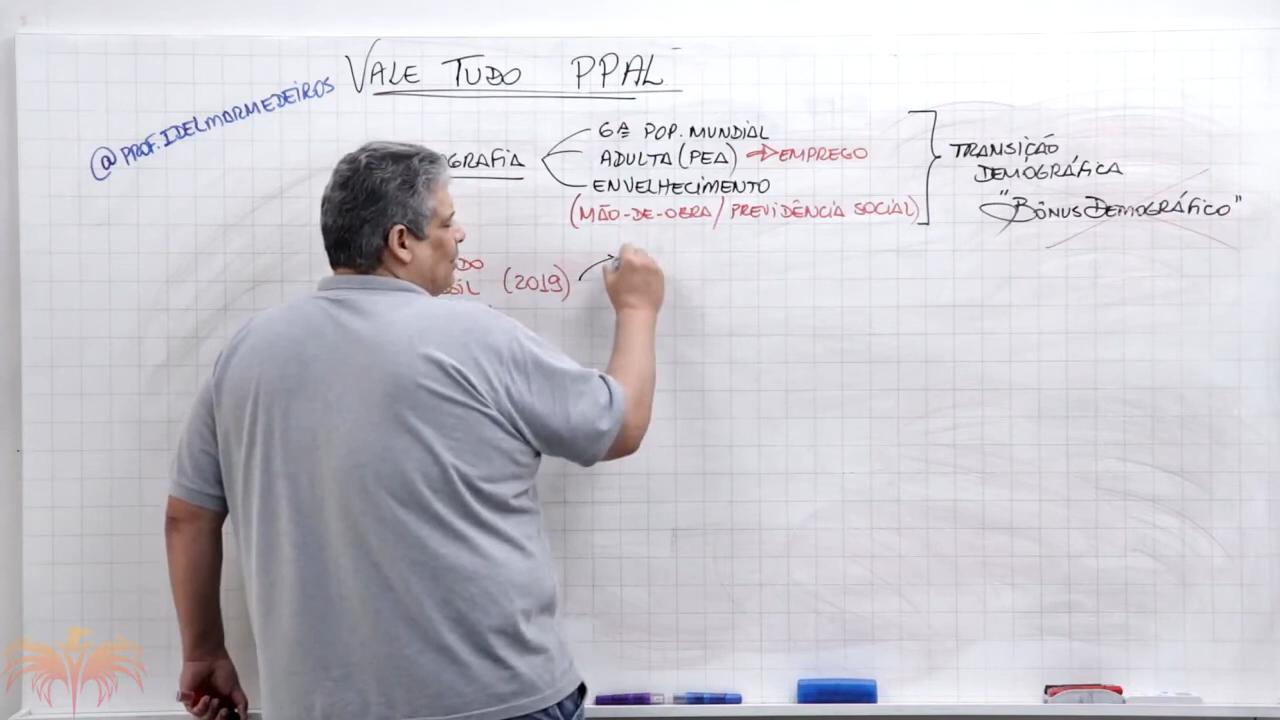 VALE TUDO PPAL
@PROF.IDELMARMEDEIROS
6ª POP. MUNDIAL
ADULTA (PEA) → EMPREGO
ENVELHECIMENTO
(MÃO-DE-OBRA / PREVIDÊNCIA SOCIAL)
TRANSIÇÃO
DEMOGRÁFICA
"BÔNUS DEMOGRÁFICO"
(2019)